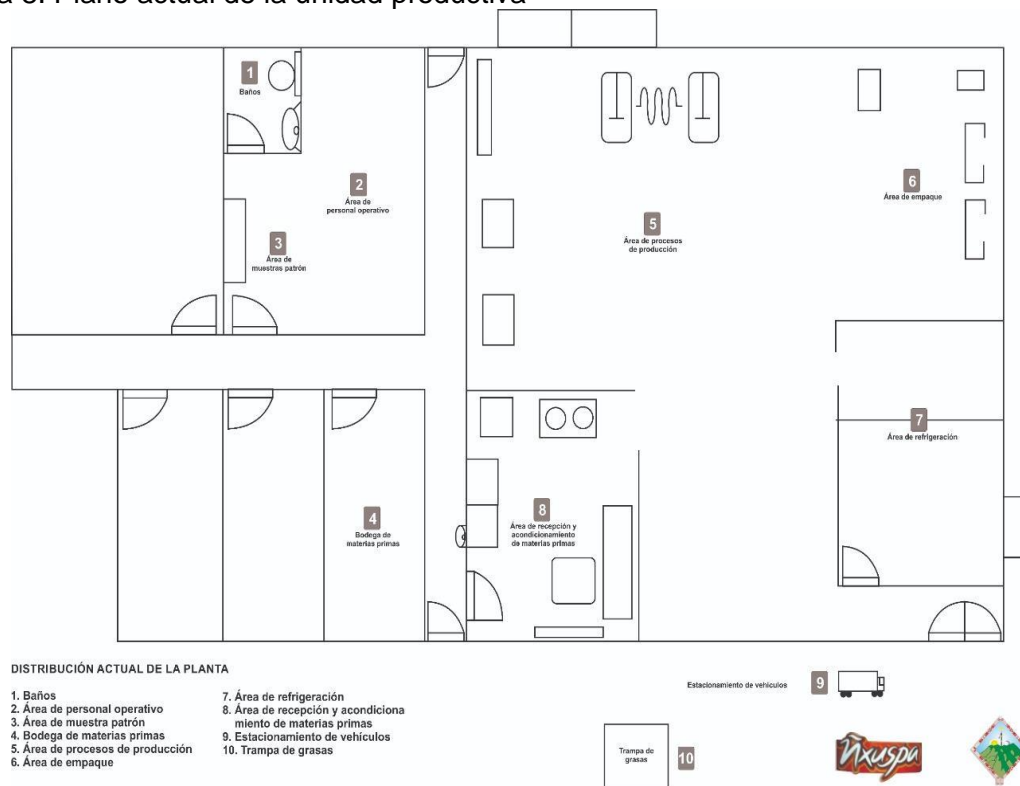 a 3. Plano actual de la unidad productiva
1
Baños
2
Área de
personal operativo
3
Área de
muestras patrón
6
Área de empaque
5
Área de procesos
de producción
7
Área de refrigeración
4
Bodega de
materias primas
8
Área de recepción y
acondicionamiento
de materias primas
DISTRIBUCIÓN ACTUAL DE LA PLANTA
1. Baños
2. Área de personal operativo
3. Área de muestra patrón
4. Bodega de materias primas
5. Área de procesos de producción
6. Área de empaque
7. Área de refrigeración
8. Área de recepción y acondiciona
miento de materias primas
9. Estacionamiento de vehículos
10. Trampa de grasas
Estacionamiento de vehículos
9
Trampa de
grasas
10
Ñxuspa